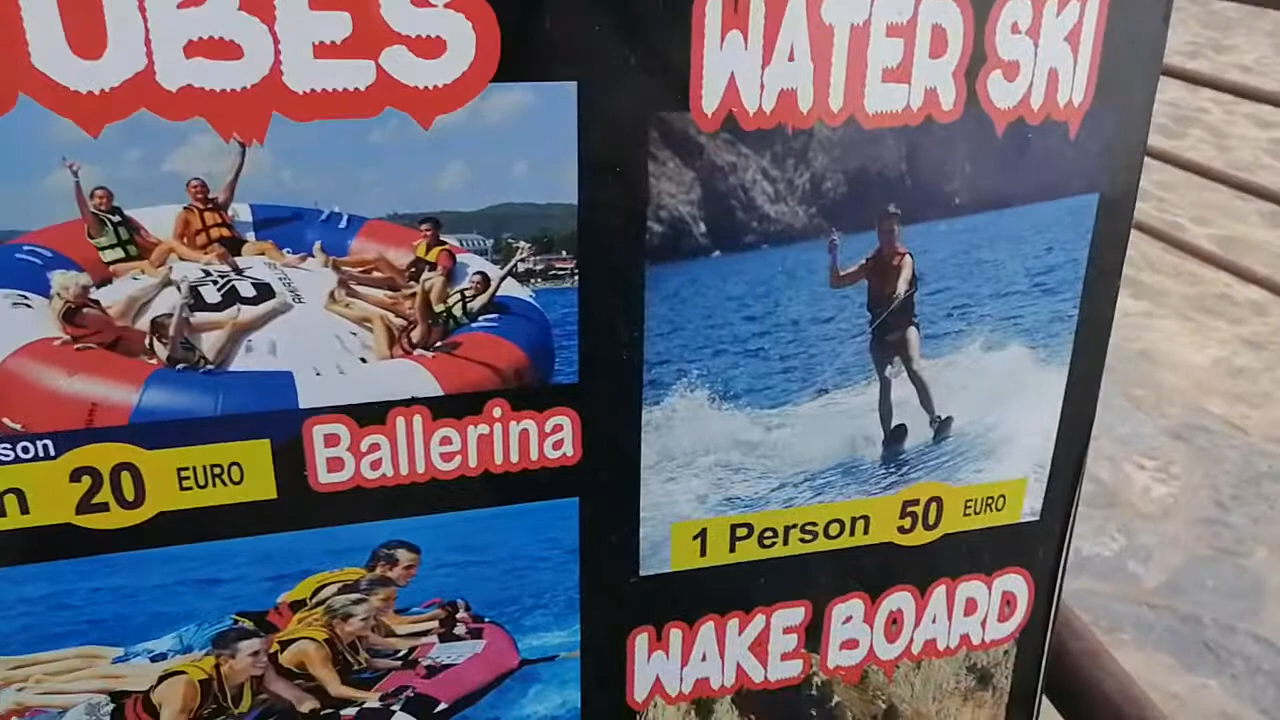 UBES
son
n 20 EURO
Ballerina
WATER SKI
1 Person 50 EURO
WAKE BOARD